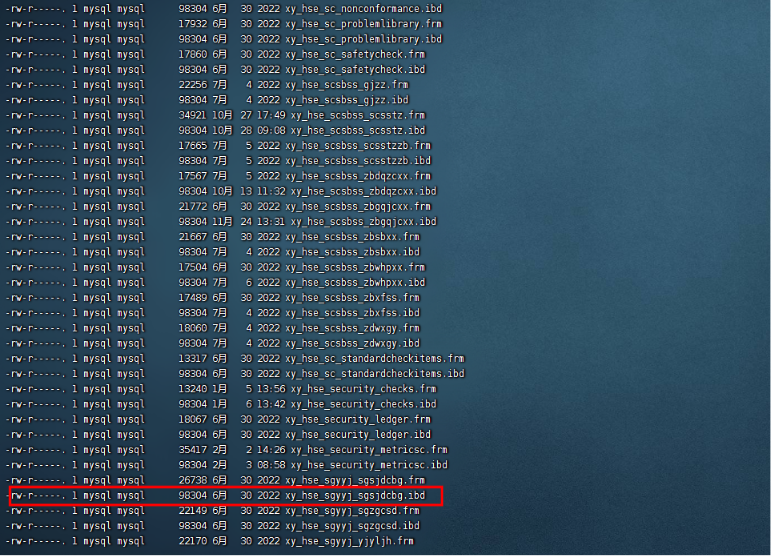 -rw-r-----. 1 mysql mysql 98304 6月 30 2022 xy_hse_sc_nonconformance.ibd
-rw-r-----. 1 mysql mysql 17932 6月 30 2022 xy_hse_sc_problemlibrary.frm
-rw-r-----. 1 mysql mysql 98304 6月 30 2022 xy_hse_sc_problemlibrary.ibd
-rw-r-----. 1 mysql mysql 17860 6月 30 2022 xy_hse_sc_safetycheck.frm
-rw-r-----. 1 mysql mysql 98304 6月 30 2022 xy_hse_sc_safetycheck.ibd
-rw-r-----. 1 mysql mysql 22256 7月 4 2022 xy_hse_scsbss_gjzz.frm
-rw-r-----. 1 mysql mysql 98304 7月 4 2022 xy_hse_scsbss_gjzz.ibd
-rw-r-----. 1 mysql mysql 34921 10月 27 17:49 xy_hse_scsbss_scsstz.frm
-rw-r-----. 1 mysql mysql 98304 10月 28 09:08 xy_hse_scsbss_scsstz.ibd
-rw-r-----. 1 mysql mysql 17665 7月 5 2022 xy_hse_scsbss_scsstzzb.frm
-rw-r-----. 1 mysql mysql 98304 7月 5 2022 xy_hse_scsbss_scsstzzb.ibd
-rw-r-----. 1 mysql mysql 17567 7月 5 2022 xy_hse_scsbss_zbdqzcxx.frm
-rw-r-----. 1 mysql mysql 98304 10月 13 11:32 xy_hse_scsbss_zbdqzcxx.ibd
-rw-r-----. 1 mysql mysql 21772 6月 30 2022 xy_hse_scsbss_zbgqjcxx.frm
-rw-r-----. 1 mysql mysql 98304 11月 24 13:31 xy_hse_scsbss_zbgqjcxx.ibd
-rw-r-----. 1 mysql mysql 21667 6月 30 2022 xy_hse_scsbss_zbsbxx.frm
-rw-r-----. 1 mysql mysql 98304 7月 4 2022 xy_hse_scsbss_zbsbxx.ibd
-rw-r-----. 1 mysql mysql 17504 6月 30 2022 xy_hse_scsbss_zbwhpxx.frm
-rw-r-----. 1 mysql mysql 98304 7月 6 2022 xy_hse_scsbss_zbwhpxx.ibd
-rw-r-----. 1 mysql mysql 17489 6月 30 2022 xy_hse_scsbss_zbxfss.frm
-rw-r-----. 1 mysql mysql 98304 7月 4 2022 xy_hse_scsbss_zbxfss.ibd
-rw-r-----. 1 mysql mysql 18060 7月 4 2022 xy_hse_scsbss_zdwxgy.frm
-rw-r-----. 1 mysql mysql 98304 7月 4 2022 xy_hse_scsbss_zdwxgy.ibd
-rw-r-----. 1 mysql mysql 13317 6月 30 2022 xy_hse_sc_standardcheckitems.frm
-rw-r-----. 1 mysql mysql 98304 6月 30 2022 xy_hse_sc_standardcheckitems.ibd
-rw-r-----. 1 mysql mysql 13240 1月 5 13:56 xy_hse_security_checks.frm
-rw-r-----. 1 mysql mysql 98304 1月 6 13:42 xy_hse_security_checks.ibd
-rw-r-----. 1 mysql mysql 18067 6月 30 2022 xy_hse_security_ledger.frm
-rw-r-----. 1 mysql mysql 98304 6月 30 2022 xy_hse_security_ledger.ibd
-rw-r-----. 1 mysql mysql 35417 2月 2 14:26 xy_hse_security_metricsc.frm
-rw-r-----. 1 mysql mysql 98304 2月 3 08:58 xy_hse_security_metricsc.ibd
-rw-r-----. 1 mysql mysql 26738 6月 30 2022 xy_hse_sgyyj_sgsjdcbg.frm
-rw-r-----. 1 mysql mysql 98304 6月 30 2022 xy_hse_sgyyj_sgsjdcbg.ibd
-rw-r-----. 1 mysql mysql 22149 6月 30 2022 xy_hse_sgyyj_sgzgcsd.frm
-rw-r-----. 1 mysql mysql 98304 6月 30 2022 xy_hse_sgyyj_sgzgcsd.ibd
-rw-r-----. 1 mysql mysql 22170 6月 30 2022 xy_hse_sgyyj_yjyljh.frm